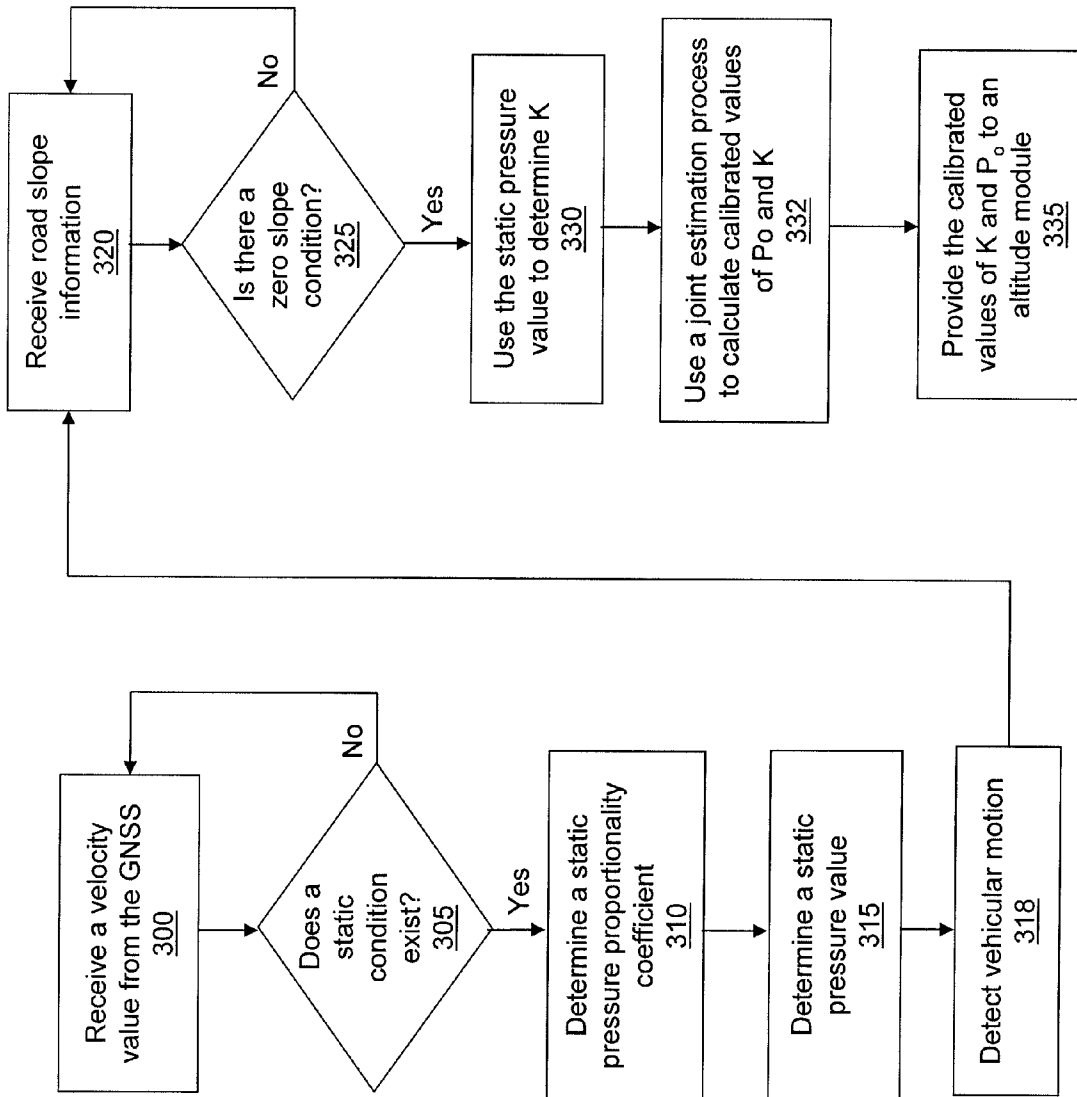 Receive a velocity
value from the GNSS
300
Does a
static
condition
exist?
305
No
Yes
Determine a static
pressure proportionality
coefficient
310
Determine a static
pressure value
315
Detect vehicular motion
318
Receive road slope
information
320
Is there a
zero slope
condition?
325
No
Yes
Use the static pressure
value to determine K
330
Use a joint estimation process
to calculate calibrated values
of Po and K
332
Provide the calibrated
values of K and Po to an
altitude module
335